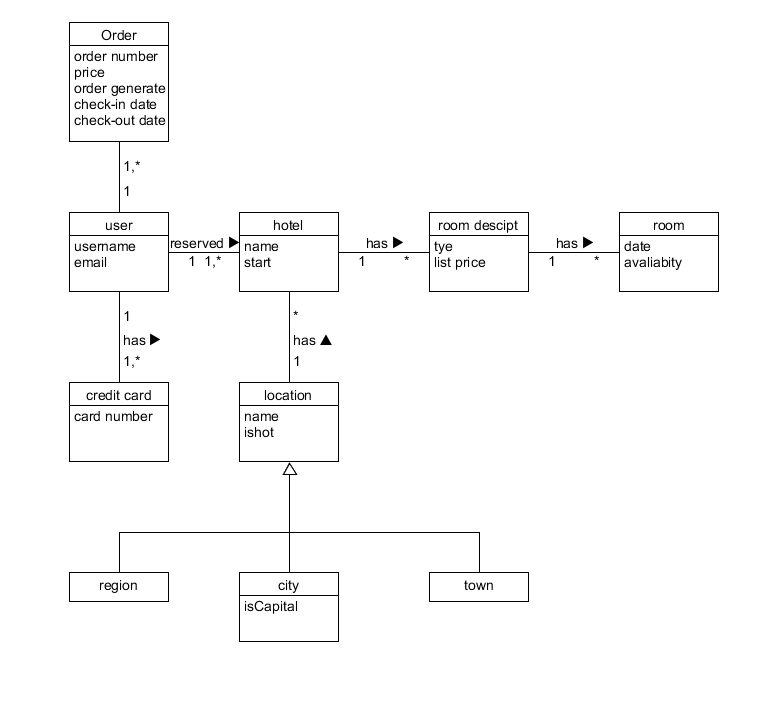 Order
order number
price
order generate
check-in date
check-out date
1,*
1
user
username
email
reserved ▶
1 1,*
hotel
name
start
has ▶
1 *
room descipt
tye
list price
has ▶
1 *
room
date
avaliabity
1
has ▶
1,*
*
has ▲
1
credit card
card number
location
name
ishot
region
city
isCapital
town